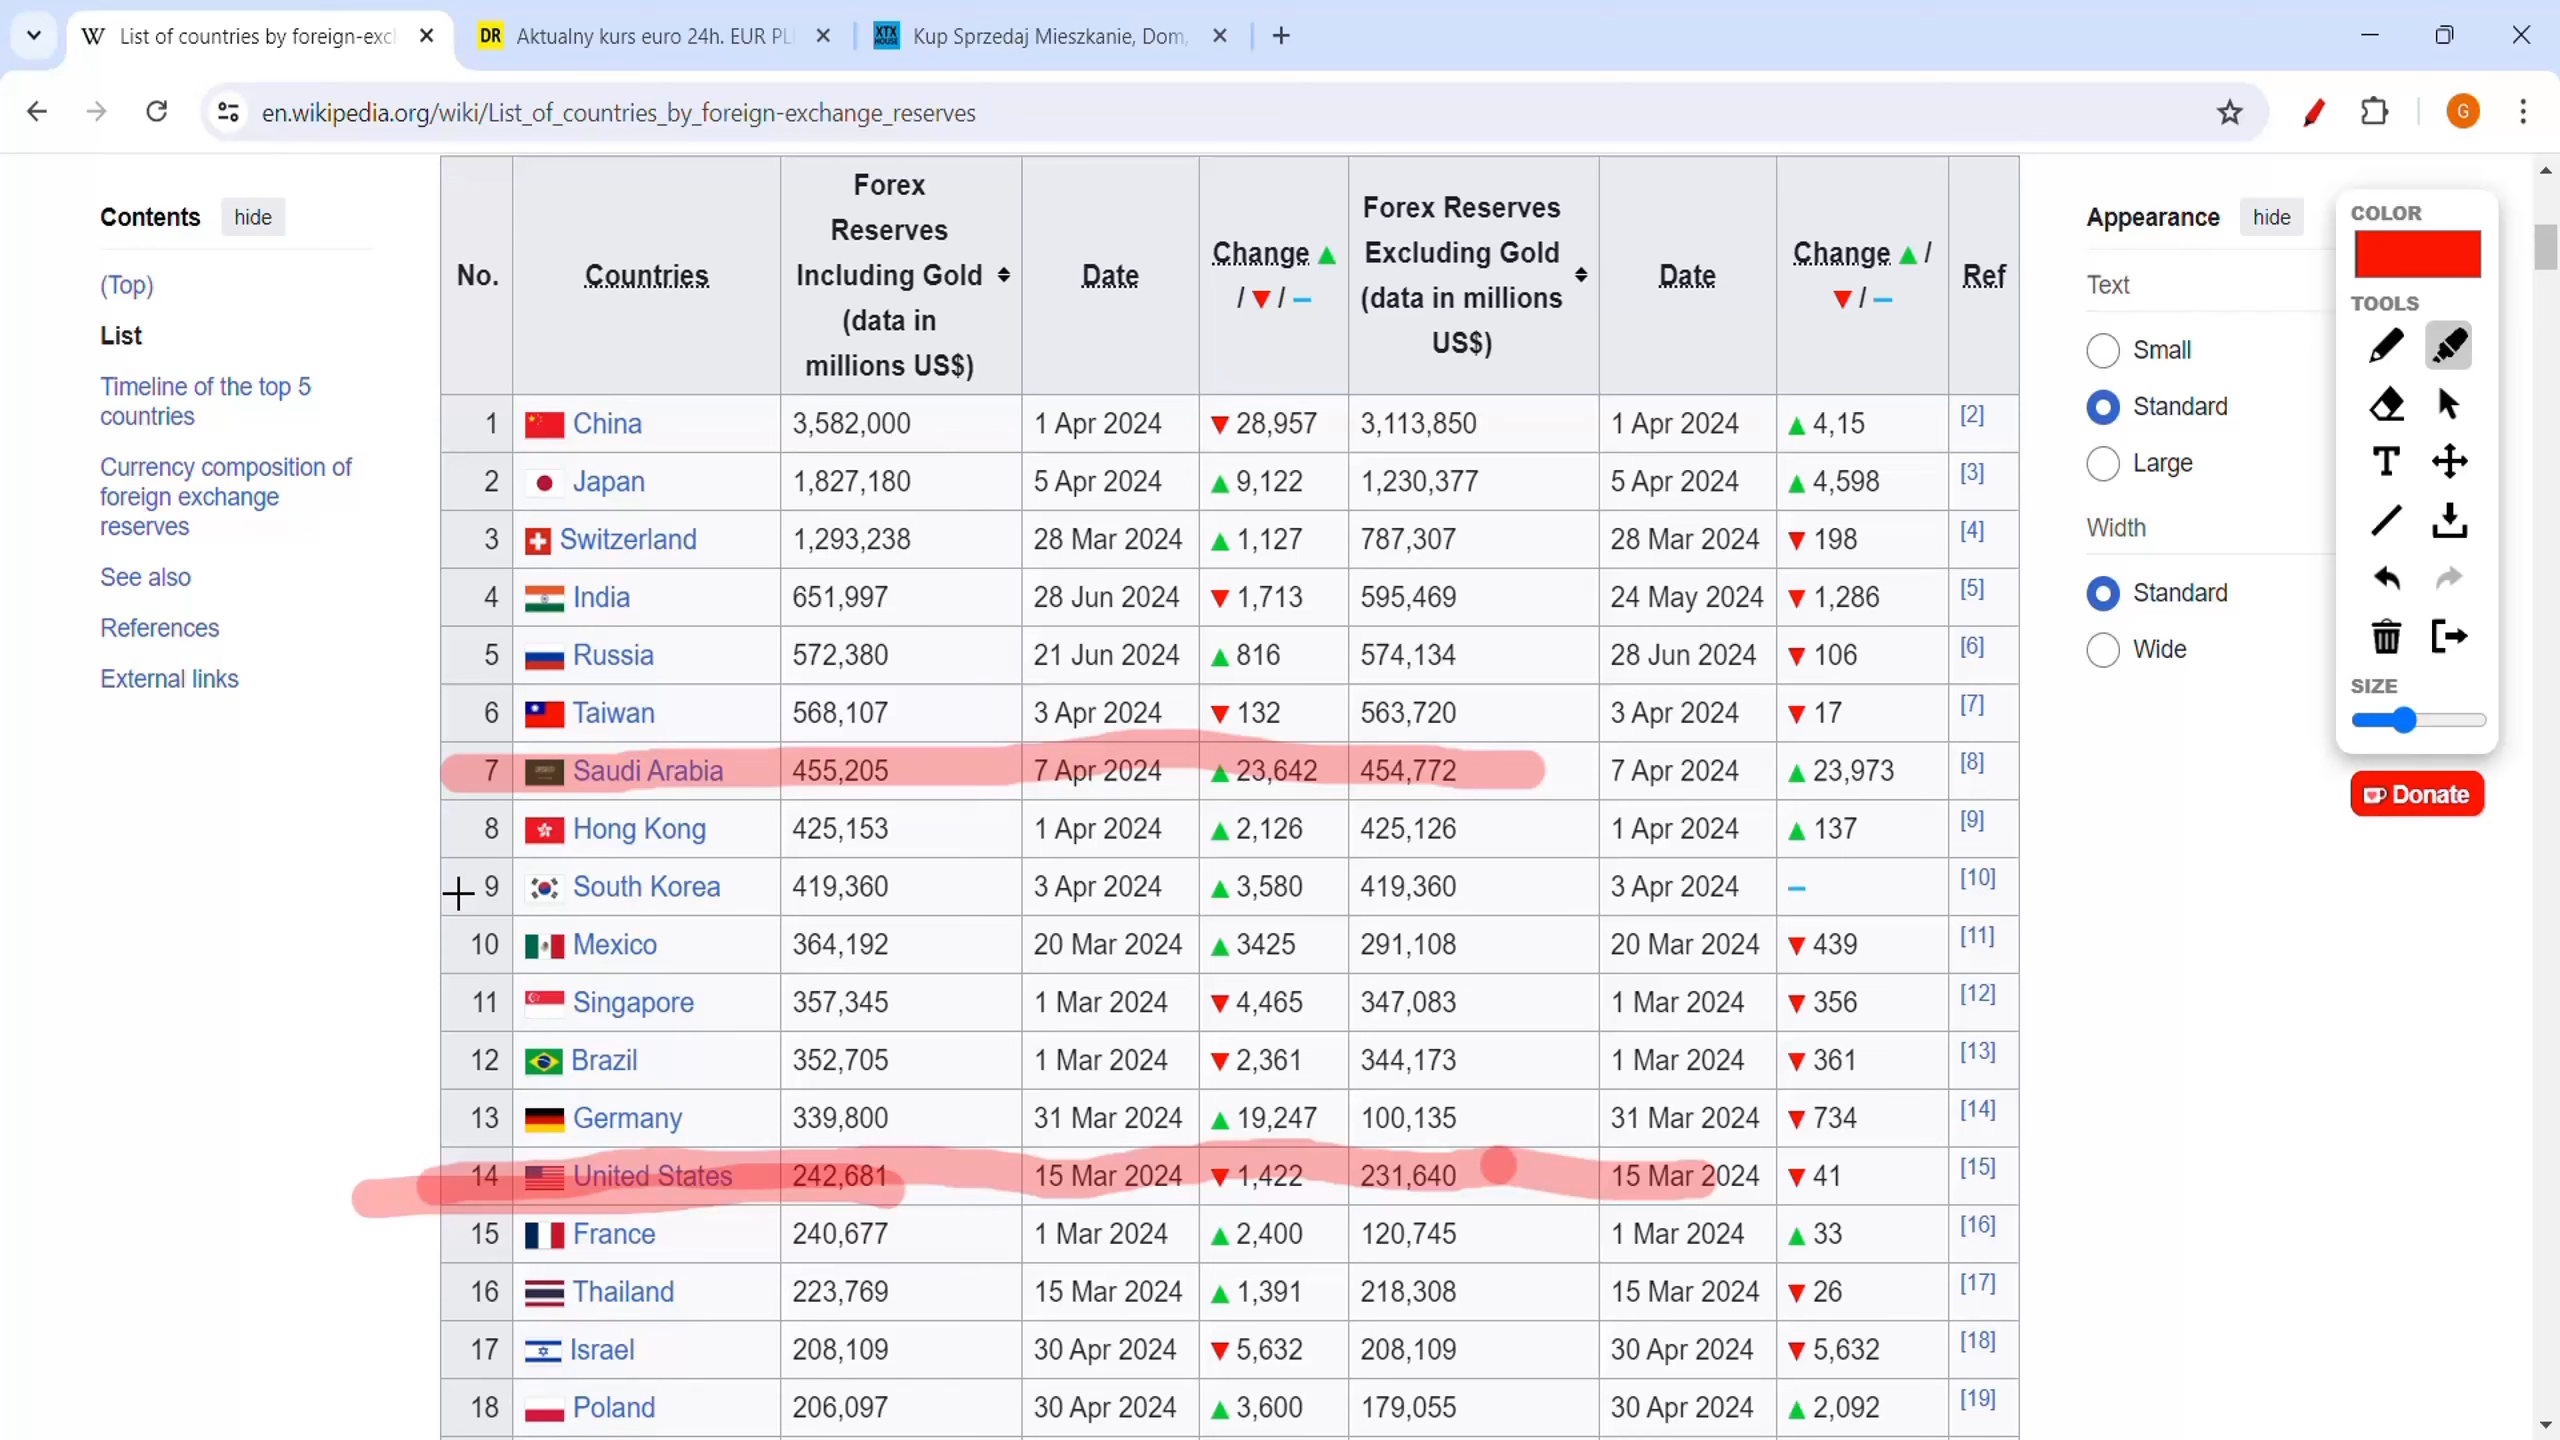 List of countries by foreign-excl
DR Aktualny kurs euro 24h. EUR PL
XTX HOUSE Kup Sprzedaj Mieszkanie, Dom,
en.wikipedia.org/wiki/List_of_countries_by_foreign-exchange_reserves
G
Contents hide
(Top)
List
Timeline of the top 5
countries
Currency composition of
foreign exchange
reserves
See also
References
External links
No. Countries Forex Reserves Including Gold (data in millions US$) Date Change ▲ / ▼ / – Forex Reserves Excluding Gold (data in millions US$) Date Change ▲ / ▼ / – Ref
1 China 3,582,000 1 Apr 2024 ▼ 28,957 3,113,850 1 Apr 2024 ▲ 4,15 [2]
2 Japan 1,827,180 5 Apr 2024 ▲ 9,122 1,230,377 5 Apr 2024 ▲ 4,598 [3]
3 Switzerland 1,293,238 28 Mar 2024 ▲ 1,127 787,307 28 Mar 2024 ▼ 198 [4]
4 India 651,997 28 Jun 2024 ▼ 1,713 595,469 24 May 2024 ▼ 1,286 [5]
5 Russia 572,380 21 Jun 2024 ▲ 816 574,134 28 Jun 2024 ▼ 106 [6]
6 Taiwan 568,107 3 Apr 2024 ▼ 132 563,720 3 Apr 2024 ▼ 17 [7]
7 Saudi Arabia 455,205 7 Apr 2024 ▲ 23,642 454,772 7 Apr 2024 ▲ 23,973 [8]
8 Hong Kong 425,153 1 Apr 2024 ▲ 2,126 425,126 1 Apr 2024 ▲ 137 [9]
9 South Korea 419,360 3 Apr 2024 ▲ 3,580 419,360 3 Apr 2024 – [10]
10 Mexico 364,192 20 Mar 2024 ▲ 3425 291,108 20 Mar 2024 ▼ 439 [11]
11 Singapore 357,345 1 Mar 2024 ▼ 4,465 347,083 1 Mar 2024 ▼ 356 [12]
12 Brazil 352,705 1 Mar 2024 ▼ 2,361 344,173 1 Mar 2024 ▼ 361 [13]
13 Germany 339,800 31 Mar 2024 ▲ 19,247 100,135 31 Mar 2024 ▼ 734 [14]
14 United States 242,681 15 Mar 2024 ▼ 1,422 231,640 15 Mar 2024 ▼ 41 [15]
15 France 240,677 1 Mar 2024 ▲ 2,400 120,745 1 Mar 2024 ▲ 33 [16]
16 Thailand 223,769 15 Mar 2024 ▲ 1,391 218,308 15 Mar 2024 ▼ 26 [17]
17 Israel 208,109 30 Apr 2024 ▼ 5,632 208,109 30 Apr 2024 ▼ 5,632 [18]
18 Poland 206,097 30 Apr 2024 ▲ 3,600 179,055 30 Apr 2024 ▲ 2,092 [19]
Appearance hide
Text
Small
Standard
Large
Width
Standard
Wide
COLOR
TOOLS
T
SIZE
Donate